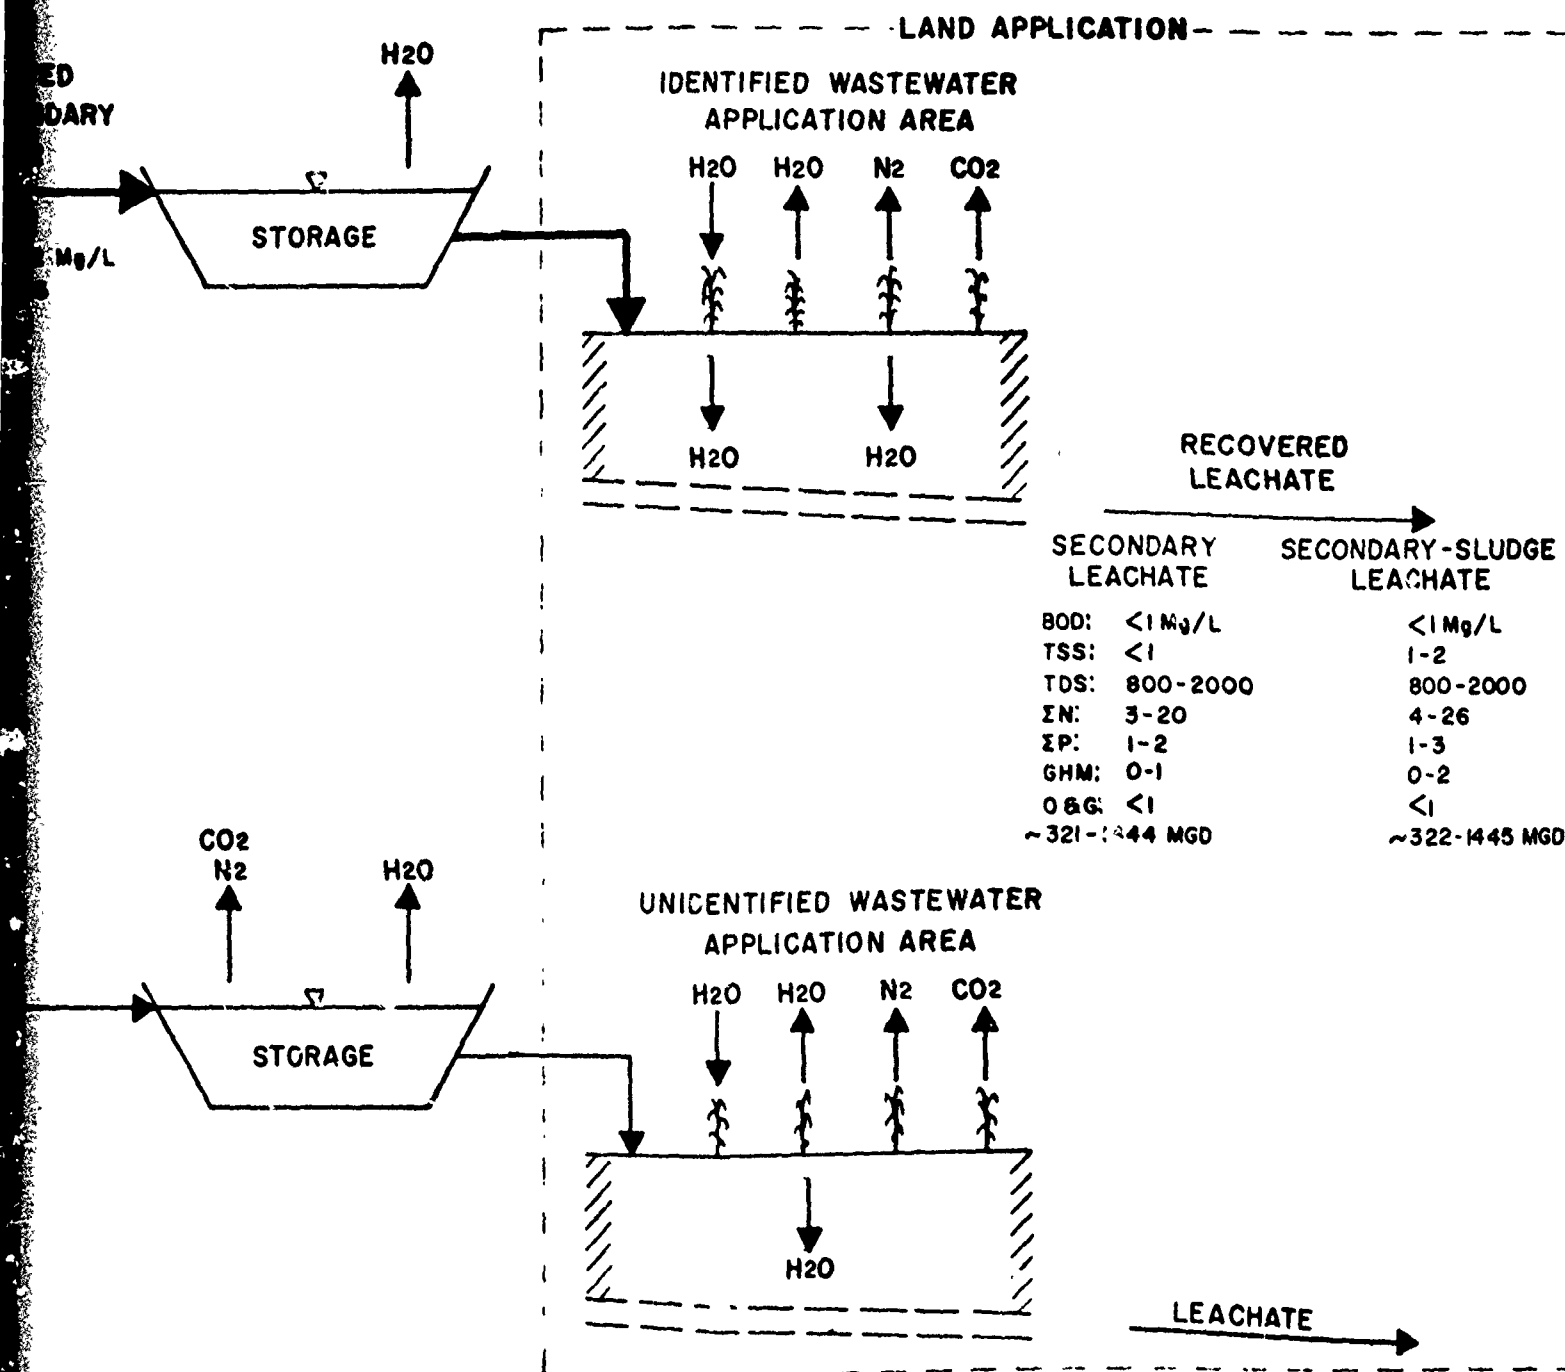 LAND APPLICATION
H2O
IDENTIFIED WASTEWATER
APPLICATION AREA
DARY
H2O H2O N2 CO2
STORAGE
Mg/L
H2O H2O
RECOVERED
LEACHATE
SECONDARY
LEACHATE
SECONDARY-SLUDGE
LEACHATE
BOD: <1 Mg/L <1 Mg/L
TSS: <1 1-2
TDS: 800-2000 800-2000
ΣN: 3-20 4-26
ΣP: 1-2 1-3
GHM: 0-1 0-2
O&G: <1 <1
MGD ~322-1445 MGD
CO2
N2
H2O
UNICENTIFIED WASTEWATER
APPLICATION AREA
H2O H2O N2 CO2
STORAGE
H2O
LEACHATE